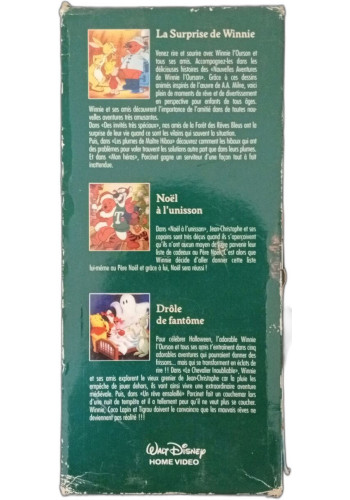 La Surprise de Winnie
Venez rire et sourire avec Winnie l'Ourson et
tous ses amis. Accompagnez-les dans les
délicieuses histoires des «Nouvelles Aventures
de Winnie l'Ourson». Grâce à ces dessins
animés inspirés de l'œuvre de A.A. Milne, voici
plein de moments de rêve et de divertissement
en perspective pour enfants de tous âges.
Winnie et ses amis découvrent l'importance de l'amitié dans de toutes nou-
velles aventures très amusantes.
Dans «Des invités très spéciaux», nos amis de la Forêt des Rêves Bleus ont la
surprise de leur vie quand ce sont les vilains qui sauvent la situation.
Puis, dans «Les plumes de Maître Hibou» découvrez comment les hiboux qui ont
des problèmes pour voler trouvent les solutions autre part que dans leurs plumes.
Et dans «Mon héros», Porcinet gagne un serviteur d'une façon tout à fait
inattendue.
Noël
à l'unisson
Dans «Noël à l'unisson», Jean-Christophe et ses
copains sont très déçus quand ils s'aperçoivent
qu'ils n'ont aucun moyen de faire parvenir leur
liste de cadeaux au Père Noël. C'est alors que
Winnie décide d'aller donner cette liste
lui-même au Père Noël et grâce à lui, Noël sera réussi !
Drôle
de fantôme
Pour célébrer Halloween, l'adorable Winnie
l'Ourson et tous ses amis t'entraînent dans cinq
adorables aventures qui pourraient donner des
frissons... mais qui se transforment en éclats de
rire !!! Dans «Le Chevalier Inoubliable», Winnie
et ses amis explorent le vieux grenier de Jean-Christophe car la pluie les
empêche de jouer dehors, ils vont ainsi vivre une extraordinaire aventure
médiévale. Puis, dans «Un rêve ensoleillé» Porcinet fait un cauchemar lors
d'une nuit de tempête et il a tellement peur qu'il ne veut plus se coucher.
Winnie, Coco Lapin et Tigrou doivent le convaincre que les mauvais rêves ne
deviennent pas réalité !!!
Walt Disney
HOME VIDEO